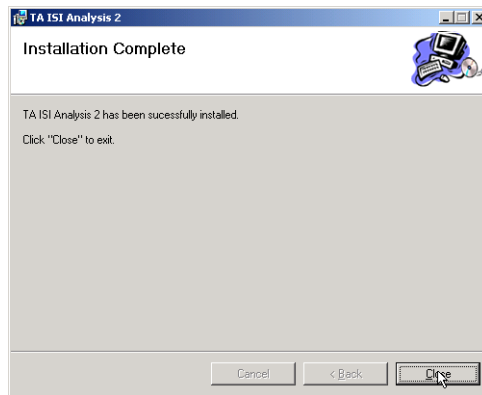 TA ISI Analysis 2
Installation Complete
TA ISI Analysis 2 has been sucessfully installed.
Click "Close" to exit.
Cancel
< Back
Close